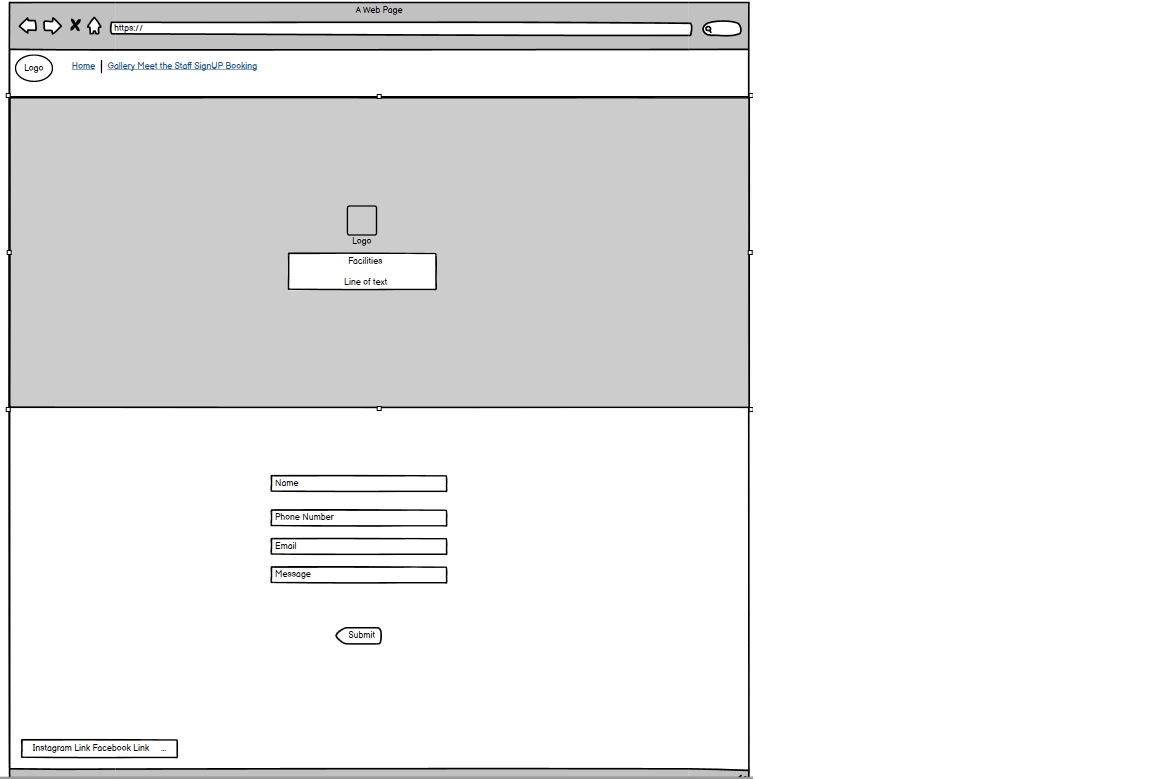 A Web Page
https://
Logo
Home | Gallery Meet the Staff SignUP Booking
Logo
Facilities
Line of text
Name
Phone Number
Email
Message
Submit
Instagram Link Facebook Link ...